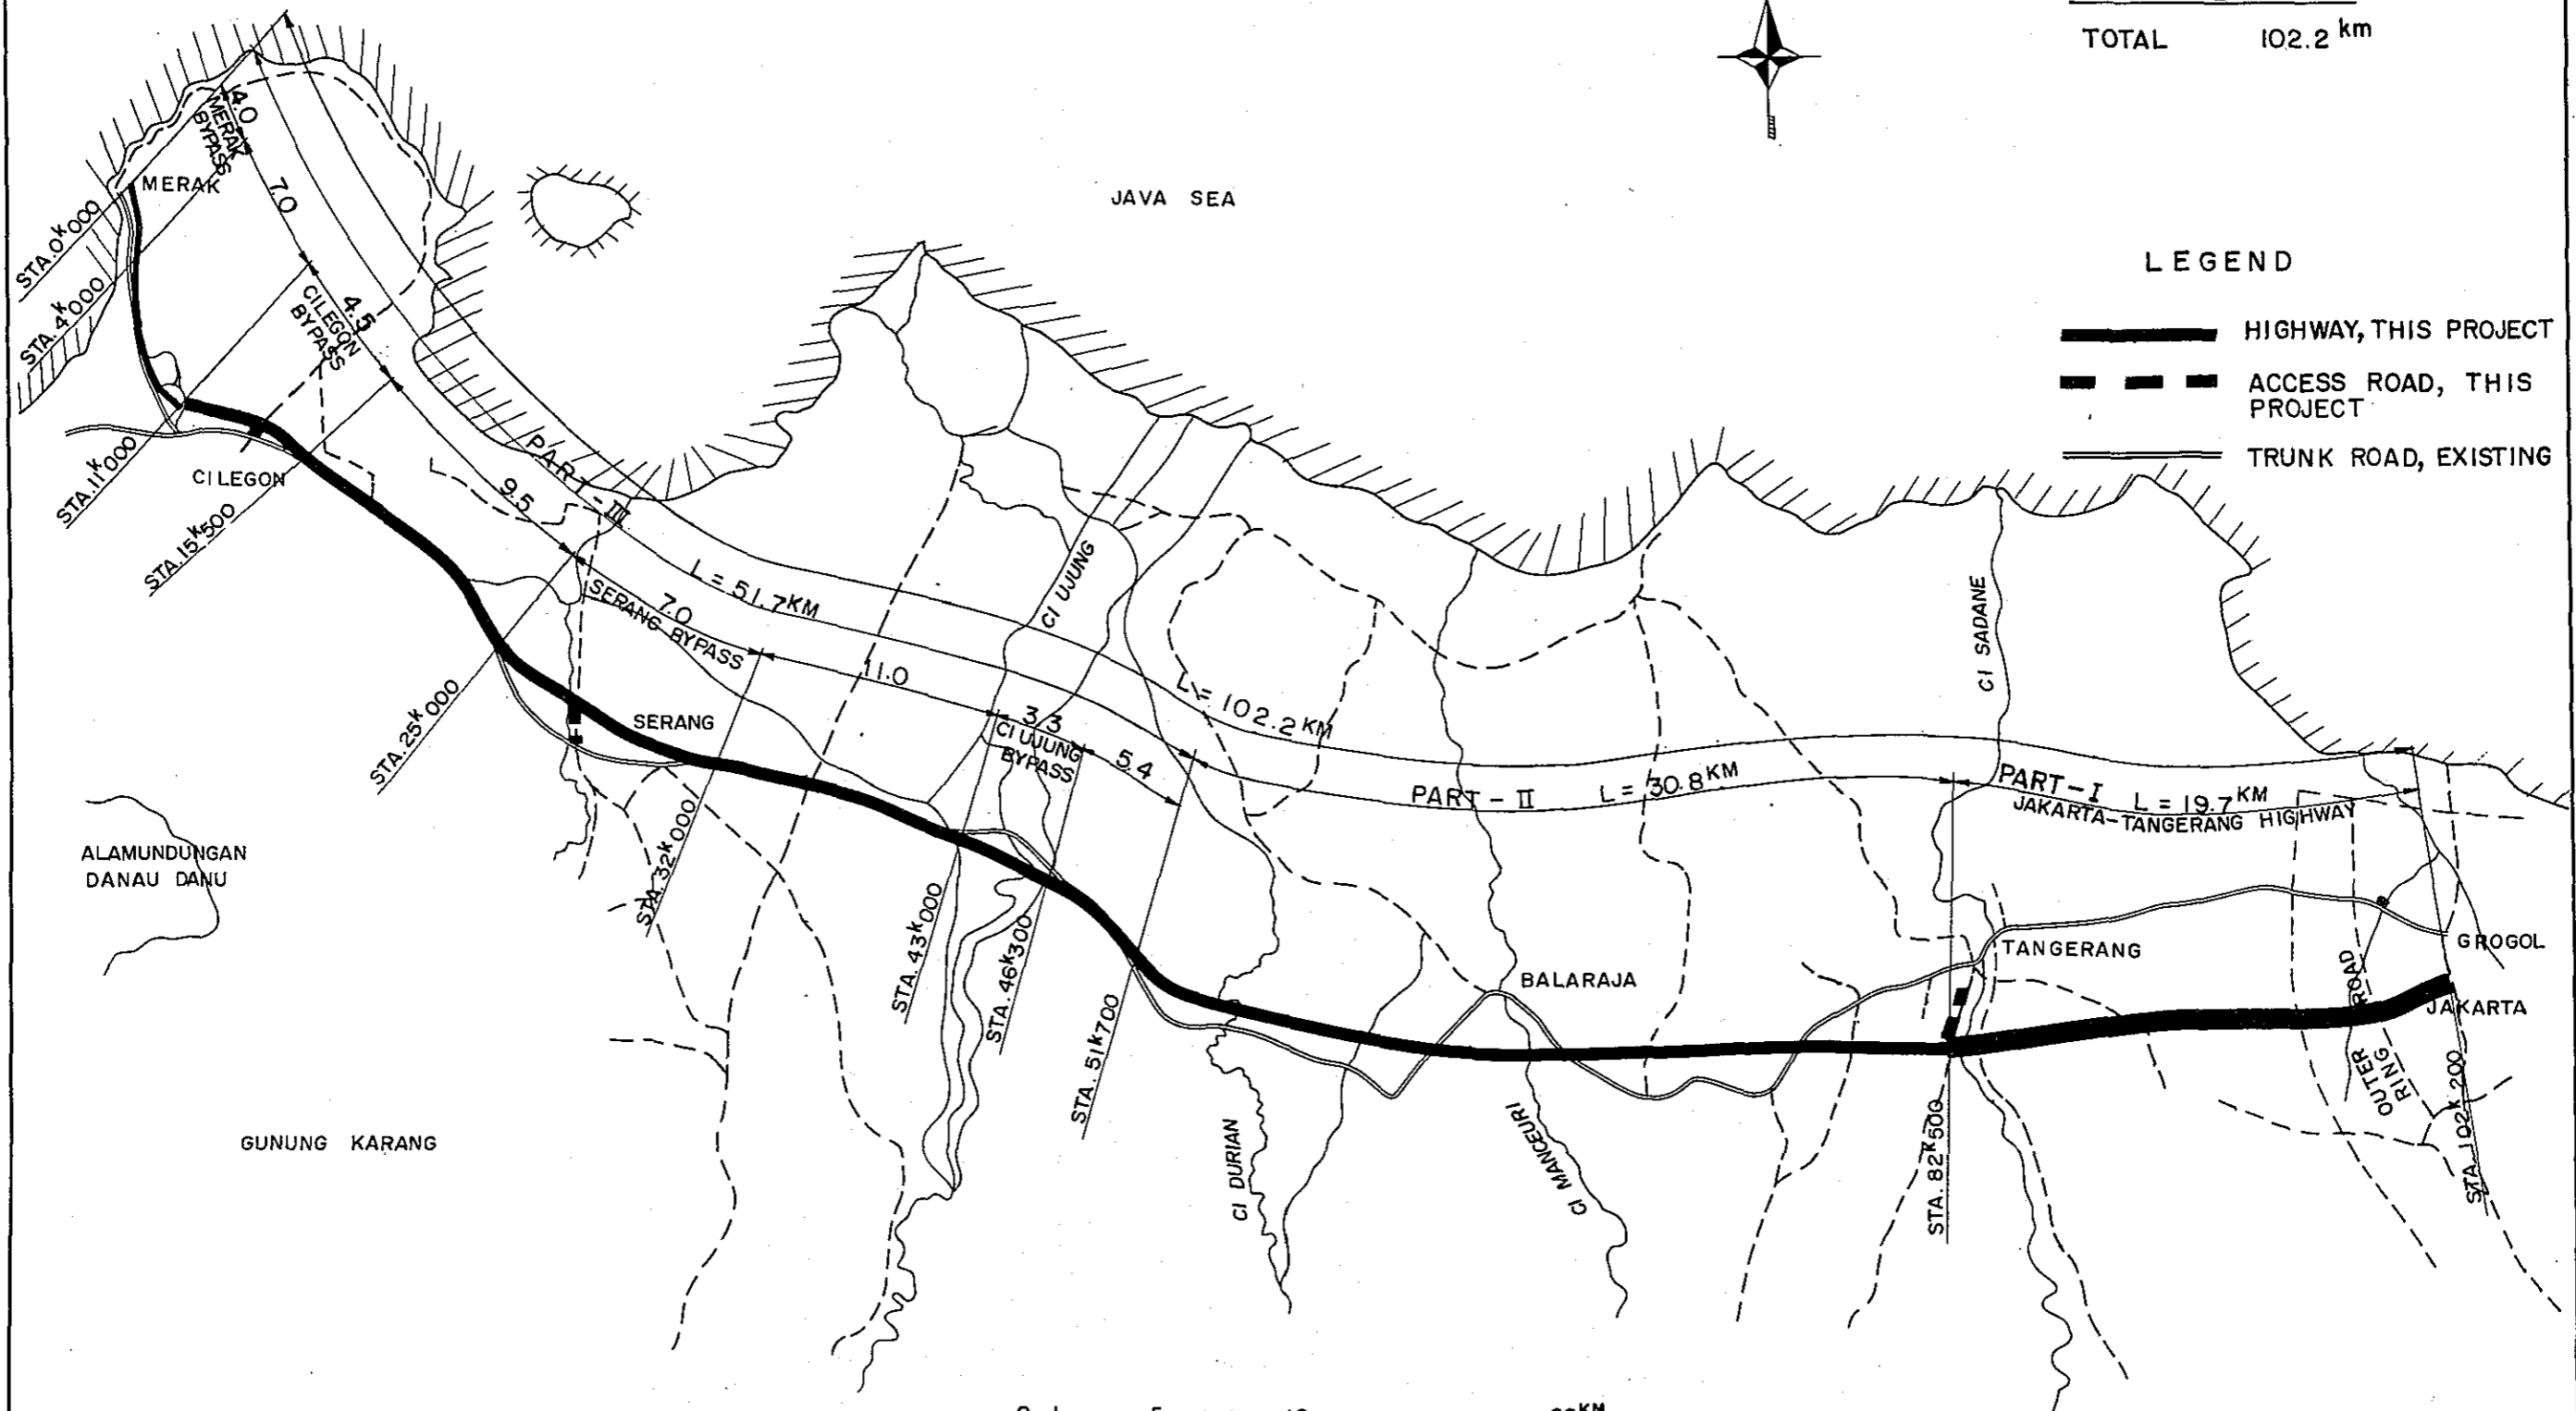 TOTAL 102.2 km
JAVA SEA
LEGEND
HIGHWAY, THIS PROJECT
ACCESS ROAD, THIS
PROJECT
TRUNK ROAD, EXISTING
4.0
MERAK
BYPASS
MERAK
7.0
STA.0k000
STA.4k000
4.5
CILEGON
BYPASS
STA.11k000
CILEGON
STA.15k500
9.5
PART-III
L = 51.7KM
7.0
SERANG BYPASS
11.0
CI UJUNG
L = 102.2KM
3.3
CI UJUNG
BYPASS
5.4
PART-II L = 30.8KM
PART-I L = 19.7KM
JAKARTA-TANGERANG HIGHWAY
CI SADANE
SERANG
STA.25k000
STA.32k000
STA.43k000
STA.46k300
STA.51k700
ALAMUNDUNGAN
DANAU DANU
GUNUNG KARANG
BALARAJA
TANGERANG
GROGOL
JAKARTA
OUTER
RING
ROAD
CI DURIAN
CI MANCEURI
STA.82k500
STA.102k200